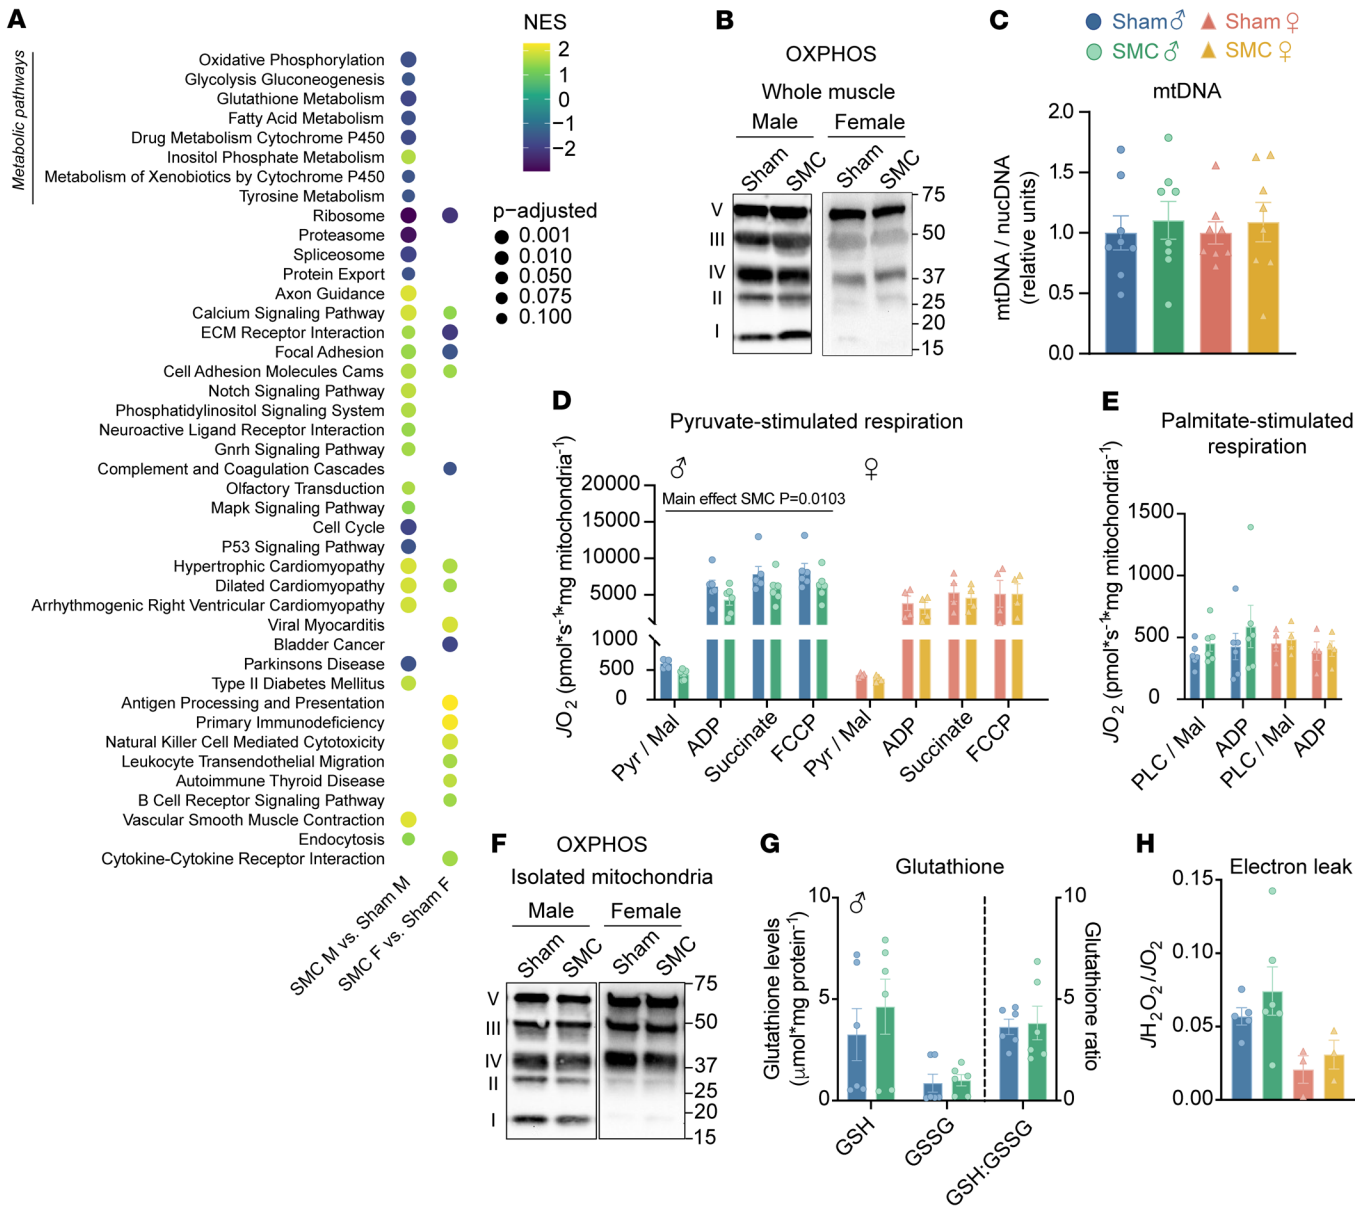 A
Metabolic pathways
Oxidative Phosphorylation
Glycolysis Gluconeogenesis
Glutathione Metabolism
Fatty Acid Metabolism
Drug Metabolism Cytochrome P450
Inositol Phosphate Metabolism
Metabolism of Xenobiotics by Cytochrome P450
Tyrosine Metabolism
Ribosome
Proteasome
Spliceosome
Protein Export
Axon Guidance
Calcium Signaling Pathway
ECM Receptor Interaction
Focal Adhesion
Cell Adhesion Molecules Cams
Notch Signaling Pathway
Phosphatidylinositol Signaling System
Neuroactive Ligand Receptor Interaction
Gnrh Signaling Pathway
Complement and Coagulation Cascades
Olfactory Transduction
Mapk Signaling Pathway
Cell Cycle
P53 Signaling Pathway
Hypertrophic Cardiomyopathy
Dilated Cardiomyopathy
Arrhythmogenic Right Ventricular Cardiomyopathy
Viral Myocarditis
Bladder Cancer
Parkinsons Disease
Type II Diabetes Mellitus
Antigen Processing and Presentation
Primary Immunodeficiency
Natural Killer Cell Mediated Cytotoxicity
Leukocyte Transendothelial Migration
Autoimmune Thyroid Disease
B Cell Receptor Signaling Pathway
Vascular Smooth Muscle Contraction
Endocytosis
Cytokine-Cytokine Receptor Interaction
SMC M vs. Sham M
SMC F vs. Sham F
NES
2
1
0
−1
−2
p−adjusted
0.001
0.010
0.050
0.075
0.100
B
OXPHOS
Whole muscle
Male Female
Sham SMC Sham SMC
V
III
IV
II
I
75
50
37
25
20
15
C
Sham♂ Sham♀
SMC♂ SMC♀
mtDNA
mtDNA / nucDNA
(relative units)
2.0
1.5
1.0
0.5
0.0
D
Pyruvate-stimulated respiration
♂ ♀
Main effect SMC P=0.0103
JO2 (pmol*s-1*mg mitochondria-1)
20000
15000
10000
5000
1000
500
0
Pyr / Mal ADP Succinate FCCP Pyr / Mal ADP Succinate FCCP
E
Palmitate-stimulated
respiration
JO2 (pmol*s-1*mg mitochondria-1)
1500
1000
500
0
PLC / Mal ADP PLC / Mal ADP
F
OXPHOS
Isolated mitochondria
Male Female
Sham SMC Sham SMC
V
III
IV
II
I
75
50
37
25
20
15
G
Glutathione
♂
Glutathione levels
(μmol*mg protein-1)
10
5
0
10
5
0
Glutathione ratio
GSH GSSG GSH:GSSG
H
Electron leak
JH2O2/JO2
0.15
0.10
0.05
0.00